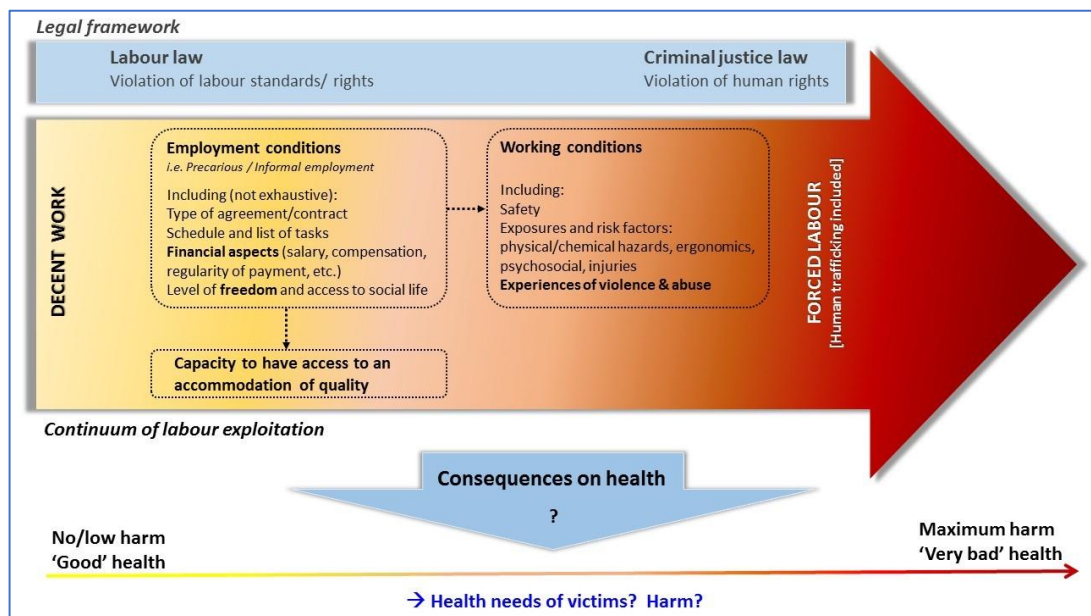 Legal framework
Labour law
Violation of labour standards/ rights
Criminal justice law
Violation of human rights
DECENT WORK
Employment conditions
i.e. Precarious / Informal employment
Including (not exhaustive):
Type of agreement/contract
Schedule and list of tasks
Financial aspects (salary, compensation,
regularity of payment, etc.)
Level of freedom and access to social life
Capacity to have access to an
accommodation of quality
Working conditions
Including:
Safety
Exposures and risk factors:
physical/chemical hazards, ergonomics,
psychosocial, injuries
Experiences of violence & abuse
FORCED LABOUR
[Human trafficking included]
Continuum of labour exploitation
Consequences on health
?
No/low harm
‘Good’ health
Maximum harm
‘Very bad’ health
→ Health needs of victims? Harm?